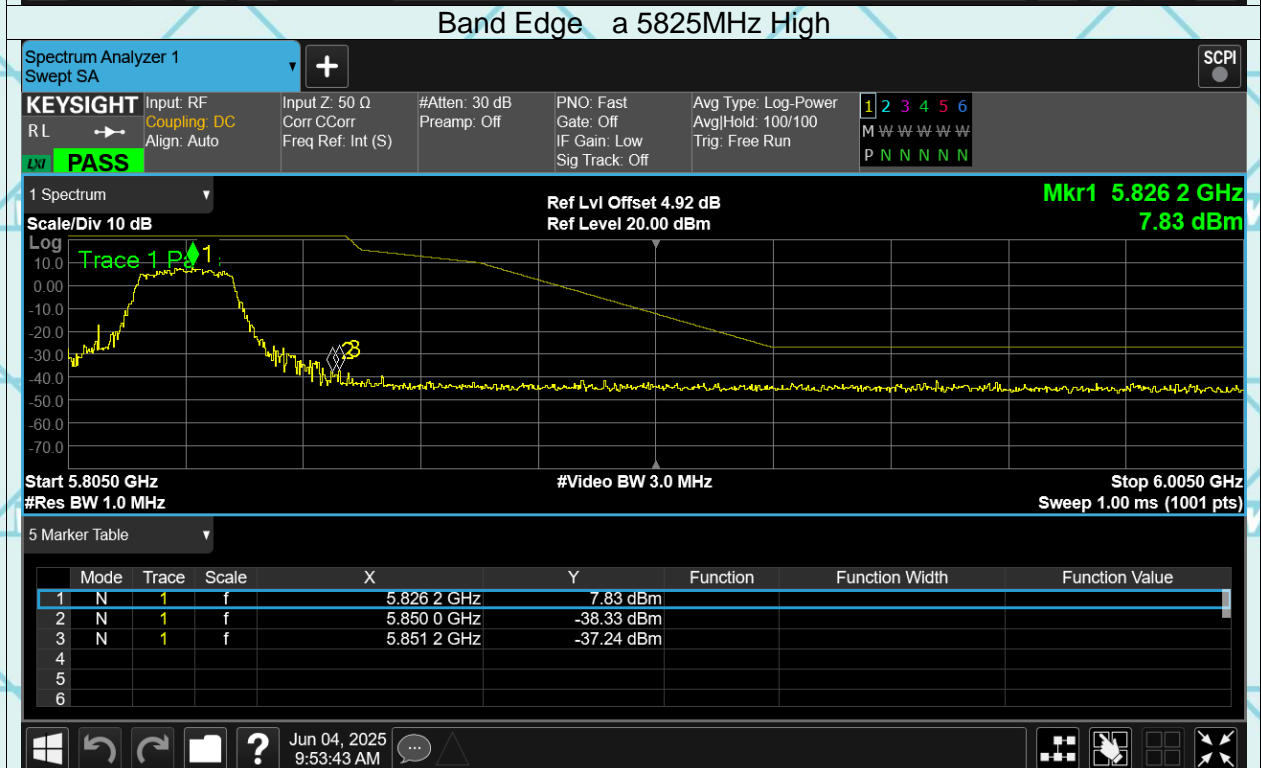 Band Edge a 5825MHz High
Spectrum Analyzer 1
Swept SA
+
SCPI
KEYSIGHT Input: RF Input Z: 50 Ω #Atten: 30 dB PNO: Fast Avg Type: Log-Power 1 2 3 4 5 6
R L Coupling: DC Corr CCorr Preamp: Off Gate: Off Avg|Hold: 100/100 M W W W W W
Align: Auto Freq Ref: Int (S) IF Gain: Low Trig: Free Run P N N N N N
LXI PASS Sig Track: Off
1 Spectrum Ref Lvl Offset 4.92 dB Mkr1 5.826 2 GHz
Scale/Div 10 dB Ref Level 20.00 dBm 7.83 dBm
Log
Trace 1 Pa 1
10.0
0.00
-10.0
-20.0
-30.0 2 3
-40.0
-50.0
-60.0
-70.0
Start 5.8050 GHz #Video BW 3.0 MHz Stop 6.0050 GHz
#Res BW 1.0 MHz Sweep 1.00 ms (1001 pts)
5 Marker Table
Mode Trace Scale X Y Function Function Width Function Value
1 N 1 f 5.826 2 GHz 7.83 dBm
2 N 1 f 5.850 0 GHz -38.33 dBm
3 N 1 f 5.851 2 GHz -37.24 dBm
4
5
6
? Jun 04, 2025
9:53:43 AM